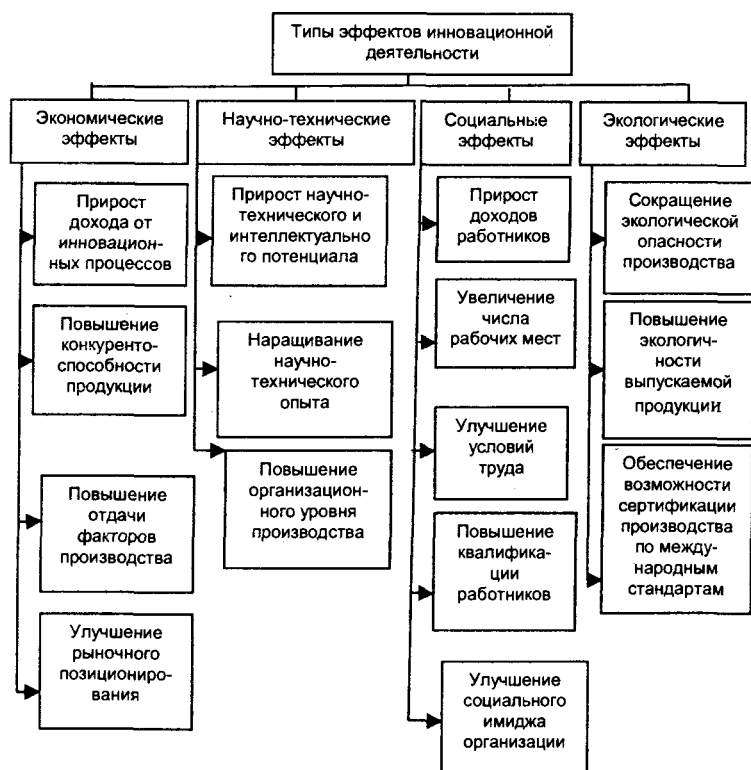 Типы эффектов инновационной
деятельности
Экономические
эффекты
Прирост
дохода от
инновацион-
ных процессов
Повышение
конкуренто-
способности
продукции
Повышение
отдачи
факторов
производства
Улучшение
рыночного
позициониро-
вания
Научно-технические
эффекты
Прирост научно-
технического и
интеллектуально
го потенциала
Наращивание
научно-
технического
опыта
Повышение
организацион-
ного уровня
производства
Социальные
эффекты
Прирост
доходов
работников
Увеличение
числа
рабочих мест
Улучшение
условий
труда
Повышение
квалифика-
ции
работников
Улучшение
социального
имиджа
организации
Экологические
эффекты
Сокращение
экологической
опасности
производства
Повышение
экологич-
ности
выпускаемой
продукции
Обеспечение
возможности
сертификации
производства
по между-
народным
стандартам